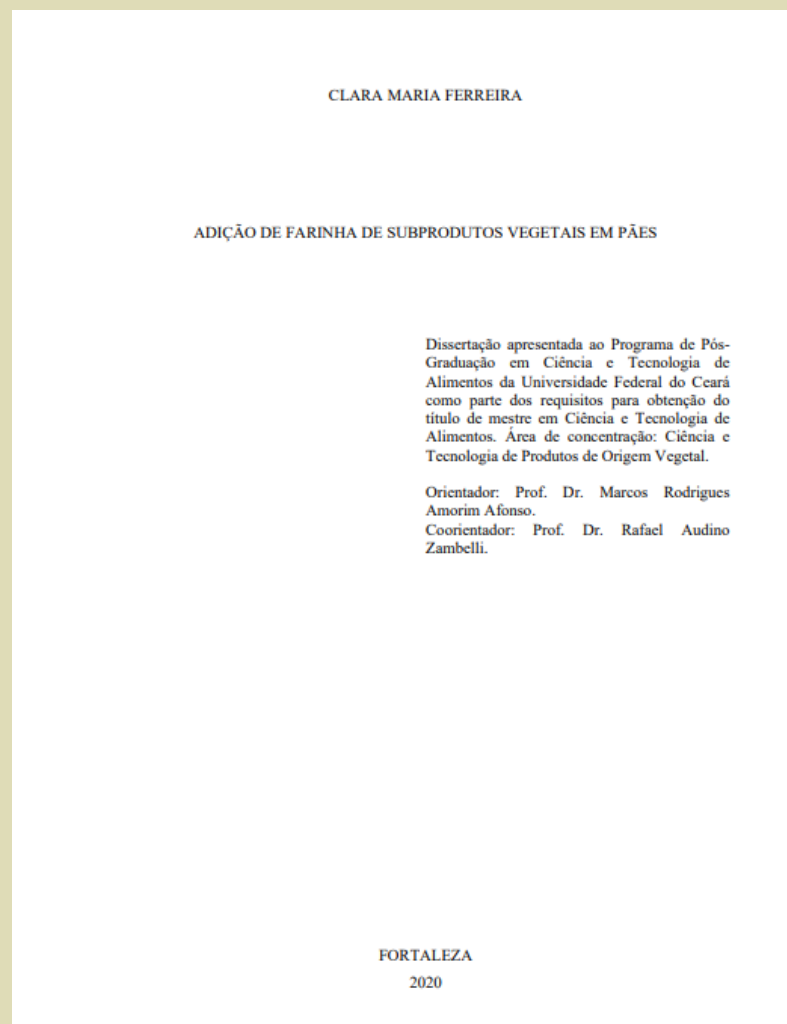 CLARA MARIA FERREIRA
ADIÇÃO DE FARINHA DE SUBPRODUTOS VEGETAIS EM PÃES
Dissertação apresentada ao Programa de Pós-
Graduação em Ciência e Tecnologia de
Alimentos da Universidade Federal do Ceará
como parte dos requisitos para obtenção do
título de mestre em Ciência e Tecnologia de
Alimentos. Área de concentração: Ciência e
Tecnologia de Produtos de Origem Vegetal.
Orientador: Prof. Dr. Marcos Rodrigues
Amorim Afonso.
Coorientador: Prof. Dr. Rafael Audino
Zambelli.
FORTALEZA
2020